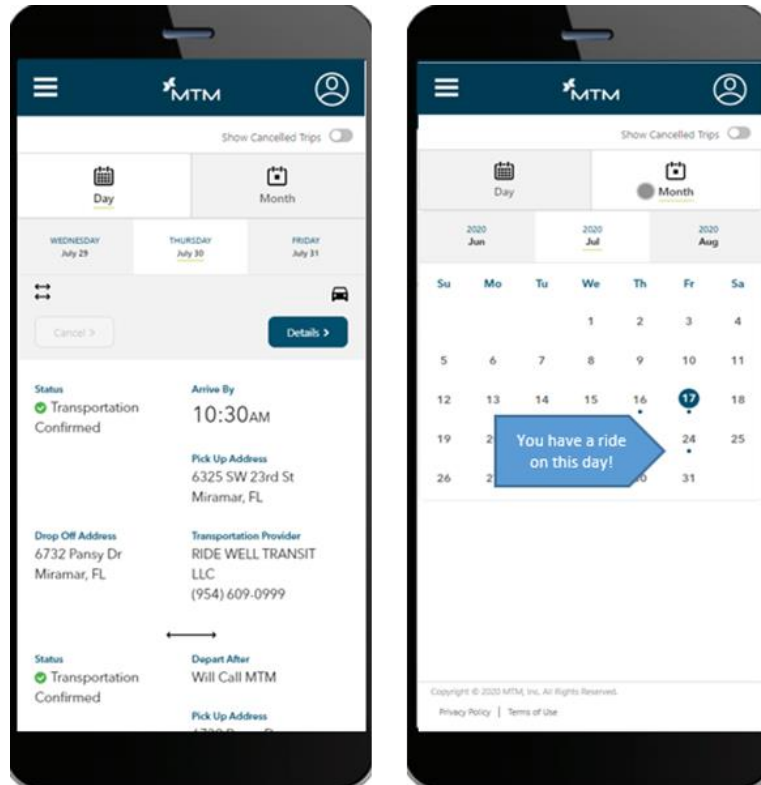 MTM
Show Cancelled Trips
Day
Month
WEDNESDAY
July 29
THURSDAY
July 30
FRIDAY
July 31
Cancel >
Details >
Status
Transportation
Confirmed
Arrive By
10:30AM
Pick Up Address
6325 SW 23rd St
Miramar, FL
Drop Off Address
6732 Pansy Dr
Miramar, FL
Transportation Provider
RIDE WELL TRANSIT
LLC
(954) 609-0999
Status
Transportation
Confirmed
Depart After
Will Call MTM
Pick Up Address
MTM
Show Cancelled Trips
Day
Month
2020
Jun
2020
Jul
2020
Aug
Su Mo Tu We Th Fr Sa
1 2 3 4
5 6 7 8 9 10 11
12 13 14 15 16 17 18
19 24 25
26 31
You have a ride
on this day!
Copyright © 2020 MTM, Inc. All Rights Reserved.
Privacy Policy | Terms of Use